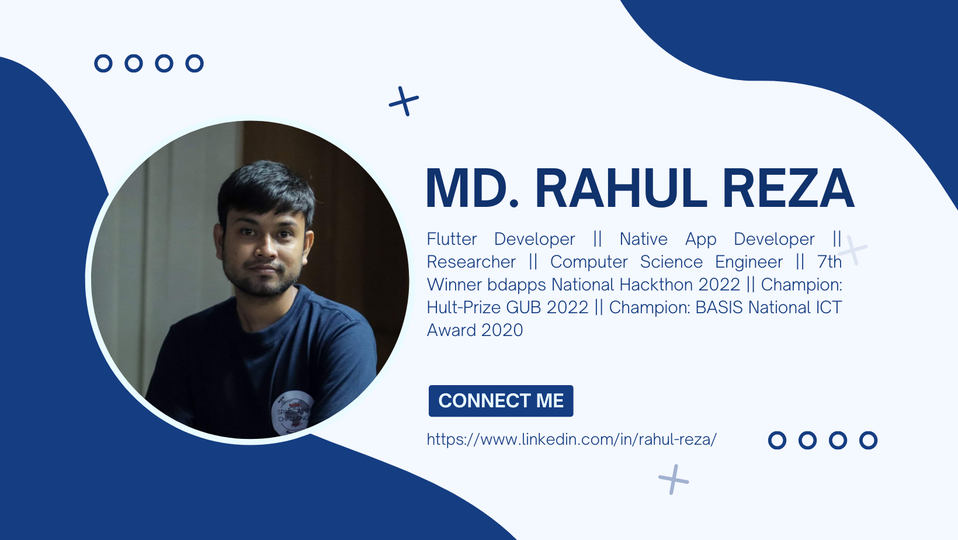 MD. RAHUL REZA
Flutter Developer || Native App Developer ||
Researcher || Computer Science Engineer || 7th
Winner bdapps National Hackthon 2022 || Champion:
Hult-Prize GUB 2022 || Champion: BASIS National ICT
Award 2020
CONNECT ME
https://www.linkedin.com/in/rahul-reza/